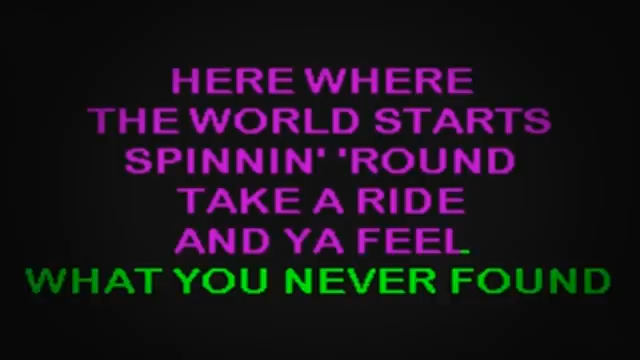 HERE WHERE
THE WORLD STARTS
SPINNIN' 'ROUND
TAKE A RIDE
AND YA FEEL
WHAT YOU NEVER FOUND